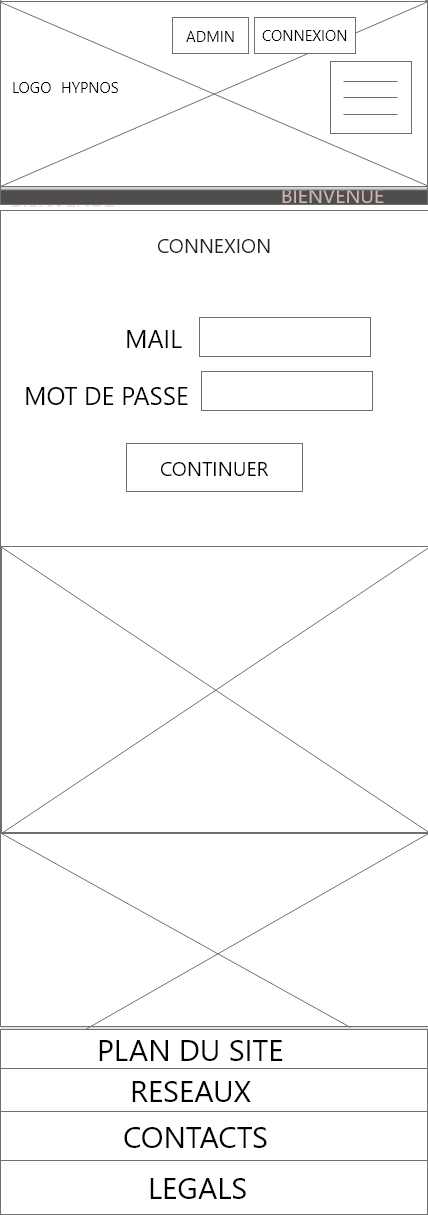 ADMIN
CONNEXION
LOGO HYPNOS
BIENVENUE
CONNEXION
MAIL
MOT DE PASSE
CONTINUER
PLAN DU SITE
RESEAUX
CONTACTS
LEGALS